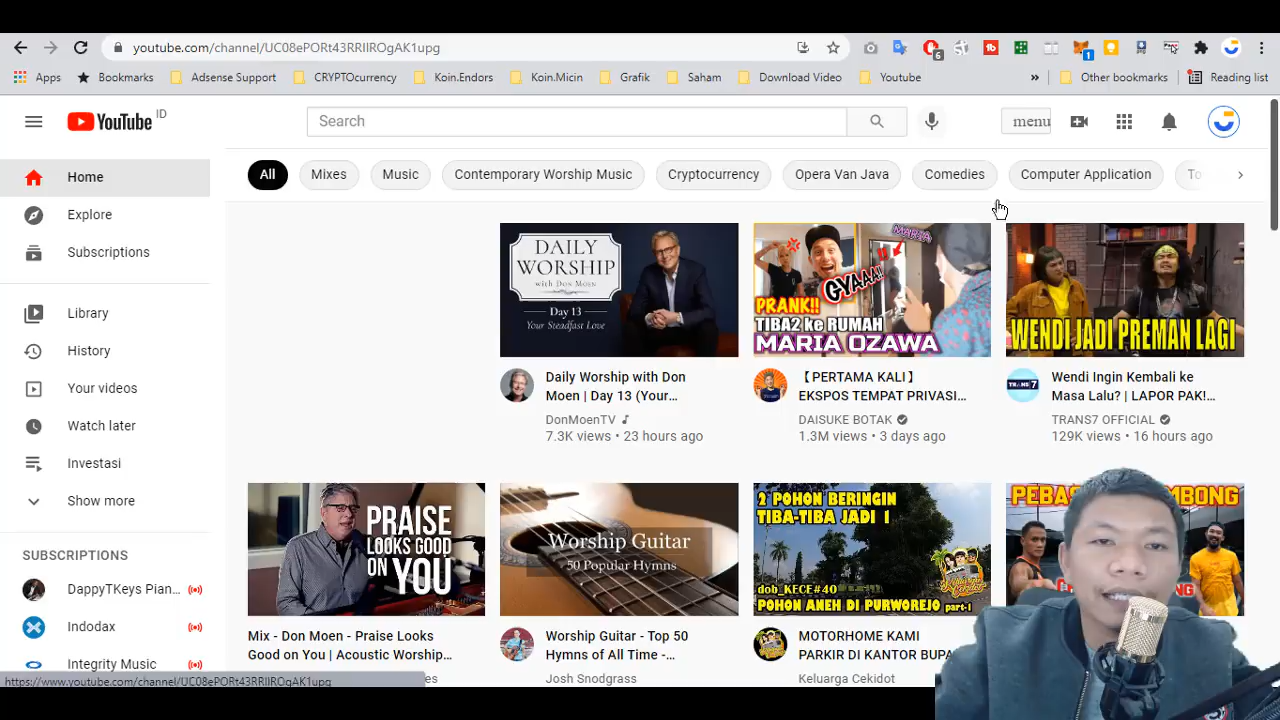 youtube.com/channel/UC08ePORt43RRIlROgAK1upg
6
1
Apps
Bookmarks
Adsense Support
CRYPTOcurrency
Koin.Endors
Koin.Micin
Grafik
Saham
Download Video
Youtube
»
Other bookmarks
Reading list
YouTube ID
Search
menu
All
Mixes
Music
Contemporary Worship Music
Cryptocurrency
Opera Van Java
Comedies
Computer Application
To
Home
Explore
Subscriptions
Library
History
Your videos
Watch later
Investasi
Show more
SUBSCRIPTIONS
DappyTKeys Pian...
Indodax
Integrity Music
DAILY
WORSHIP
with DON MOEN
Day 13
Your Steadfast Love
Daily Worship with Don
Moen | Day 13 (Your...
DonMoenTV
7.3K views • 23 hours ago
MARIA
GYAAA!!
PRANK!!
TIBA2 ke RUMAH
MARIA OZAWA
【PERTAMA KALI】
EKSPOS TEMPAT PRIVASI...
DAISUKE BOTAK
1.3M views • 3 days ago
WENDI JADI PREMAN LAGI
TRANS7
Wendi Ingin Kembali ke
Masa Lalu? | LAPOR PAK!...
TRANS7 OFFICIAL
129K views • 16 hours ago
PRAISE
LOOKS GOOD
ON YOU
Mix - Don Moen - Praise Looks
Good on You | Acoustic Worship...
Worship Guitar
50 Popular Hymns
Worship Guitar - Top 50
Hymns of All Time -...
Josh Snodgrass
2 POHON BERINGIN
TIBA-TIBA JADI 1
dob_KECE#40
POHON ANEH DI PURWOREJO part-1
MOTORHOME KAMI
PARKIR DI KANTOR BUPA
Keluarga Cekidot
https://www.youtube.com/channel/UC08ePORt43RRIlROgAK1upg